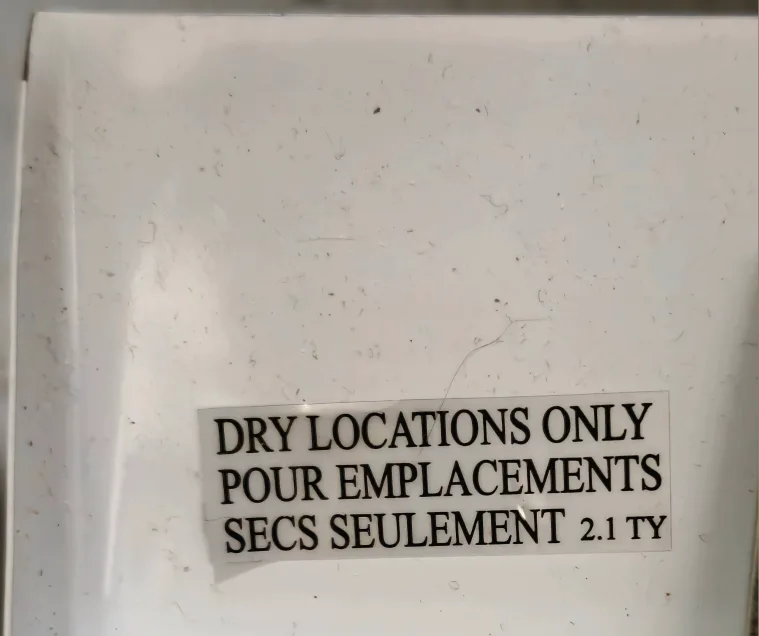 DRY LOCATIONS ONLY
POUR EMPLACEMENTS
SECS SEULEMENT 2.1 TY